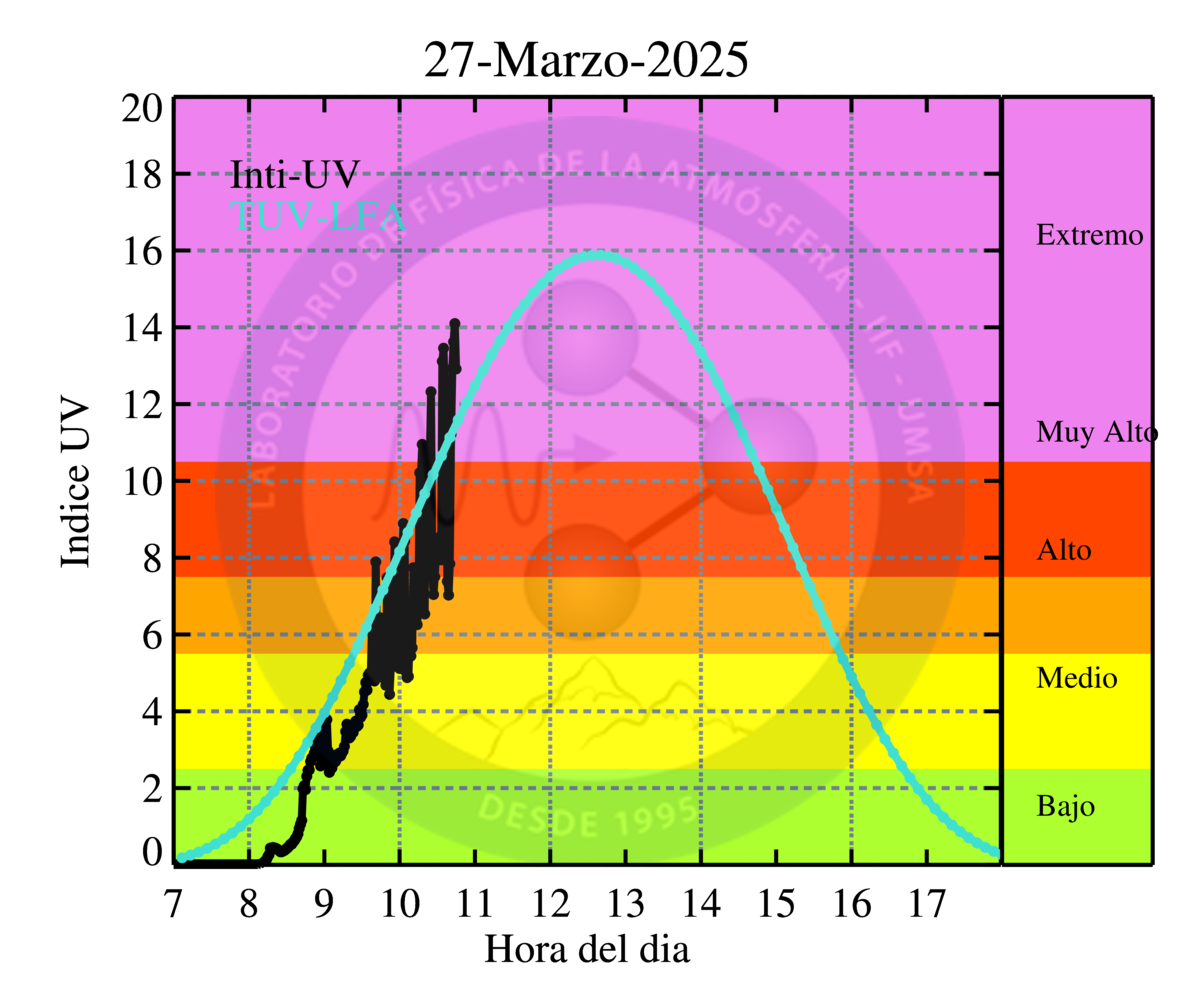 27-Marzo-2025
Inti-UV
TUV-LFA
LABORATORIO DE FÍSICA DE LA ATMÓSFERA - IIF - UMSA
DESDE 1995
Indice UV
20
18
16
14
12
10
8
6
4
2
0
Extremo
Muy Alto
Alto
Medio
Bajo
7 8 9 10 11 12 13 14 15 16 17
Hora del dia